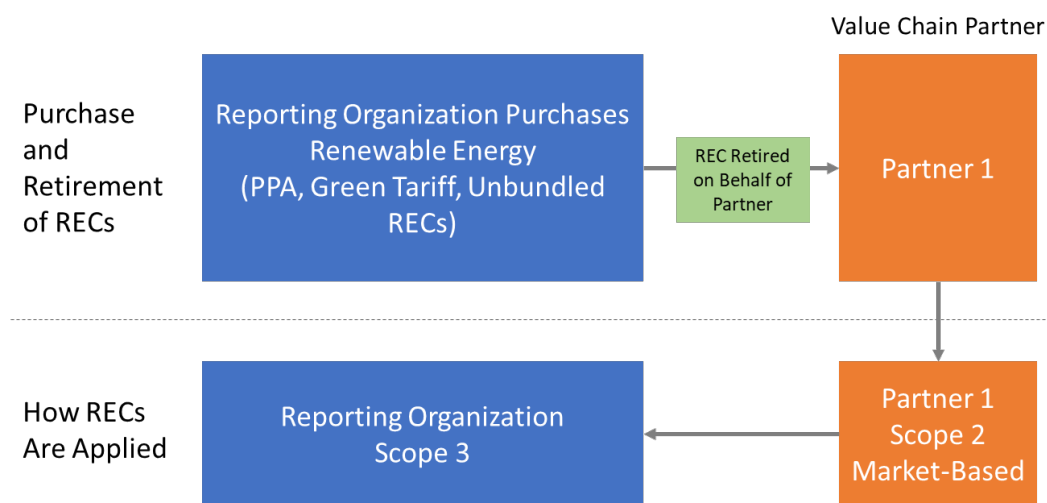 Value Chain Partner
Purchase
and
Retirement
of RECs
Reporting Organization Purchases
Renewable Energy
(PPA, Green Tariff, Unbundled
RECs)
REC Retired
on Behalf of
Partner
Partner 1
How RECs
Are Applied
Reporting Organization
Scope 3
Partner 1
Scope 2
Market-Based